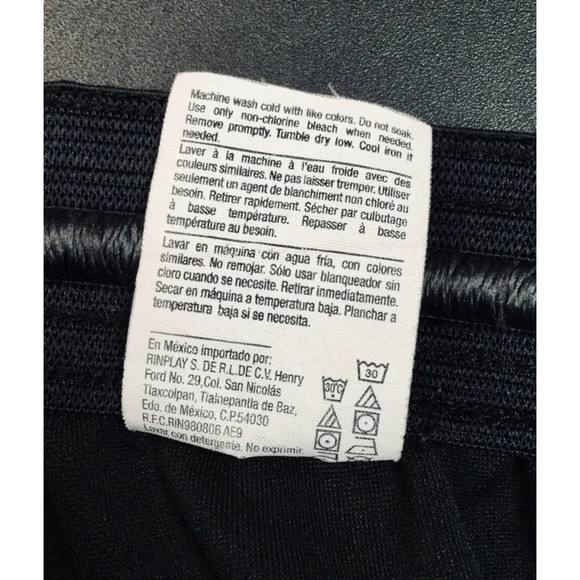 Machine wash cold with like colors. Do not soak.
Use only non-chlorine bleach when needed.
Remove promptly. Tumble dry low. Cool iron if
needed.
Laver à la machine à l'eau froide avec des
couleurs similaires. Ne pas laisser tremper. Utiliser
seulement un agent de blanchiment non chloré au
besoin. Retirer rapidement. Sécher par culbutage
à basse température. Repasser à basse
température au besoin.
Lavar en máquina con agua fría, con colores
similares. No remojar. Sólo usar blanqueador sin
cloro cuando se necesite. Retirar inmediatamente.
Secar en máquina a temperatura baja. Planchar a
temperatura baja si se necesita.
En México importado por:
RINPLAY S. DE R.L.DE C.V. Henry
Ford No. 29,Col. San Nicolás
Tlaxcolpan, Tlalnepantla de Baz,
Edo. de México, C.P.54030
R.F.C.RIN980806 AE9
Lavar con detergente. No exprimir.
30°C
30